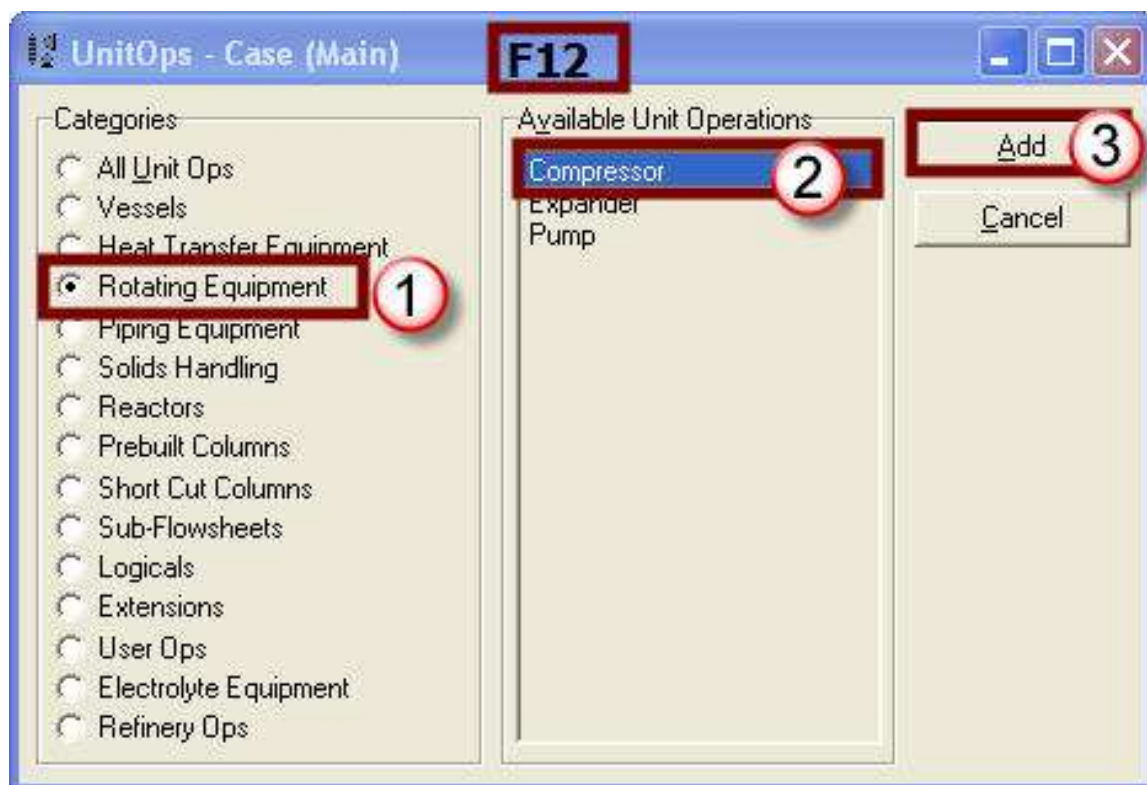 UnitOps - Case (Main)
F12
Categories
All Unit Ops
Vessels
Heat Transfer Equipment
Rotating Equipment
1
Piping Equipment
Solids Handling
Reactors
Prebuilt Columns
Short Cut Columns
Sub-Flowsheets
Logicals
Extensions
User Ops
Electrolyte Equipment
Refinery Ops
Available Unit Operations
Compressor
2
Expander
Pump
Add
3
Cancel